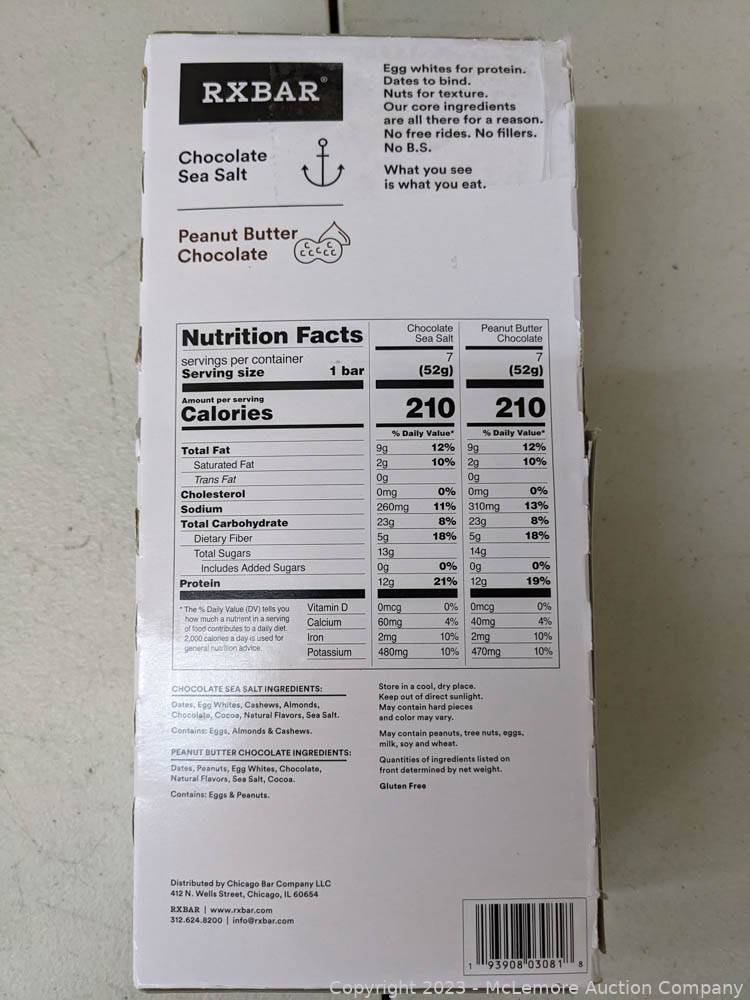 RXBAR®
Chocolate
Sea Salt
Peanut Butter
Chocolate
Egg whites for protein.
Dates to bind.
Nuts for texture.
Our core ingredients
are all there for a reason.
No free rides. No fillers.
No B.S.
What you see
is what you eat.
Nutrition Facts Chocolate Sea Salt Peanut Butter Chocolate
servings per container 7 7
Serving size 1 bar (52g) (52g)
Amount per serving
Calories 210 210
% Daily Value* % Daily Value*
Total Fat 9g 12% 9g 12%
Saturated Fat 2g 10% 2g 10%
Trans Fat 0g 0g
Cholesterol 0mg 0% 0mg 0%
Sodium 260mg 11% 310mg 13%
Total Carbohydrate 23g 8% 23g 8%
Dietary Fiber 5g 18% 5g 18%
Total Sugars 13g 14g
Includes Added Sugars 0g 0% 0g 0%
Protein 12g 21% 12g 19%
* The % Daily Value (DV) tells you
how much a nutrient in a serving
of food contributes to a daily diet.
2,000 calories a day is used for
general nutrition advice.
Vitamin D 0mcg 0% 0mcg 0%
Calcium 60mg 4% 40mg 4%
Iron 2mg 10% 2mg 10%
Potassium 480mg 10% 470mg 10%
CHOCOLATE SEA SALT INGREDIENTS:
Dates, Egg Whites, Cashews, Almonds,
Chocolate, Cocoa, Natural Flavors, Sea Salt.
Contains: Eggs, Almonds & Cashews.
PEANUT BUTTER CHOCOLATE INGREDIENTS:
Dates, Peanuts, Egg Whites, Chocolate,
Natural Flavors, Sea Salt, Cocoa.
Contains: Eggs & Peanuts.
Store in a cool, dry place.
Keep out of direct sunlight.
May contain hard pieces
and color may vary.
May contain peanuts, tree nuts, eggs,
milk, soy and wheat.
Quantities of ingredients listed on
front determined by net weight.
Gluten Free
Distributed by Chicago Bar Company LLC
412 N. Wells Street, Chicago, IL 60654
RXBAR | www.rxbar.com
312.624.8200 | info@rxbar.com
1 93908 03081 8
Copyright 2023 - McLemore Auction Company